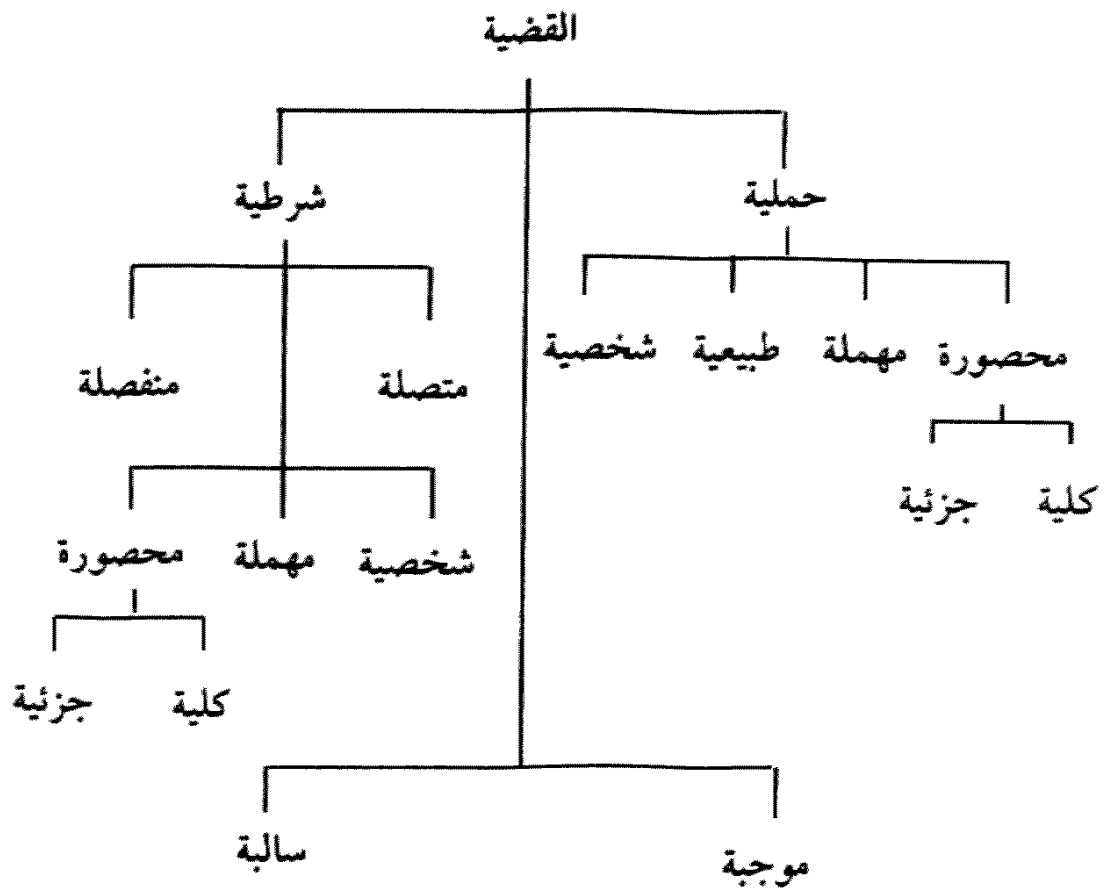 القضية
حملية شرطية
محصورة مهملة طبيعية شخصية
متصلة منفصلة
كلية جزئية
شخصية مهملة محصورة
كلية جزئية
موجبة سالبة